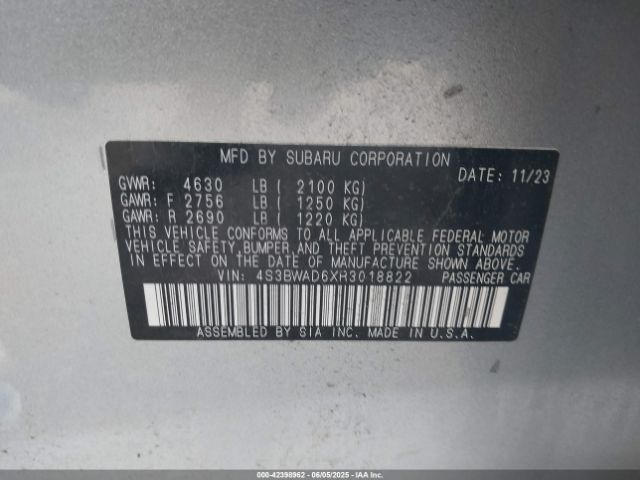 MFD BY SUBARU CORPORATION
DATE: 11/23
GVWR: 4630 LB ( 2100 KG)
GAWR: F 2756 LB ( 1250 KG)
GAWR: R 2690 LB ( 1220 KG)
THIS VEHICLE CONFORMS TO ALL APPLICABLE FEDERAL MOTOR
VEHICLE SAFETY,BUMPER,AND THEFT PREVENTION STANDARDS
IN EFFECT ON THE DATE OF MANUFACTURE SHOWN ABOVE.
VIN: 4S3BWAD6XR3018822 PASSENGER CAR
ASSEMBLED BY SIA INC. MADE IN U.S.A.
000-42398962 - 06/05/2025 - IAAI.COM